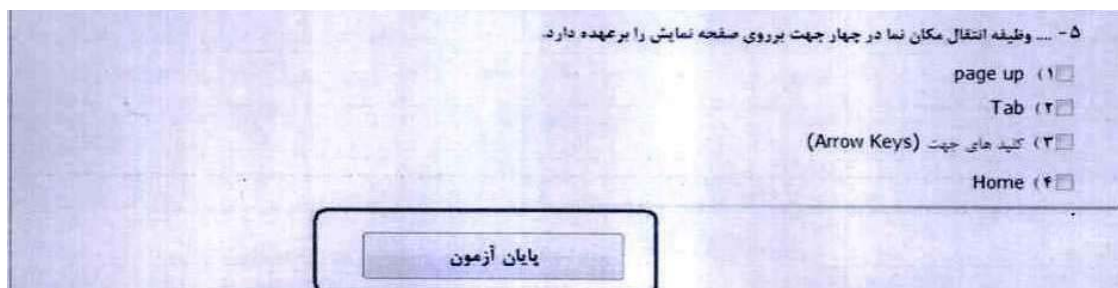 ۵- .... وظیفه انتقال مکان نما در چهار جهت برروی صفحه نمایش را برعهده دارد.
۱) page up
۲) Tab
۳) کلید های جهت (Arrow Keys)
۴) Home
پایان آزمون